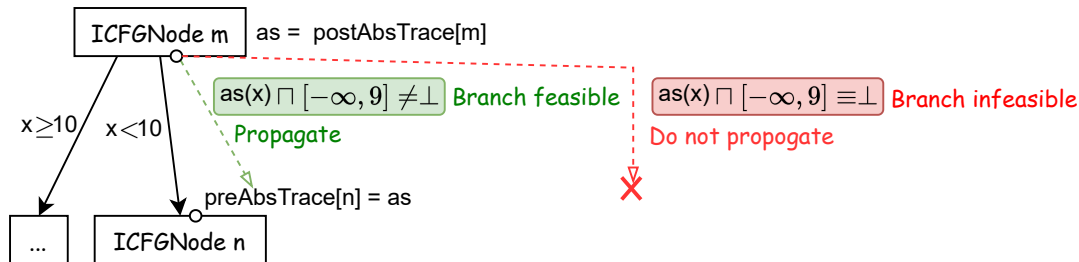 ICFGNode m
as = postAbsTrace[m]
as(x) ⊓ [−∞, 9] ≠⊥ Branch feasible
as(x) ⊓ [−∞, 9] ≡⊥ Branch infeasible
x≥10
x<10
Propagate
Do not propogate
preAbsTrace[n] = as
...
ICFGNode n